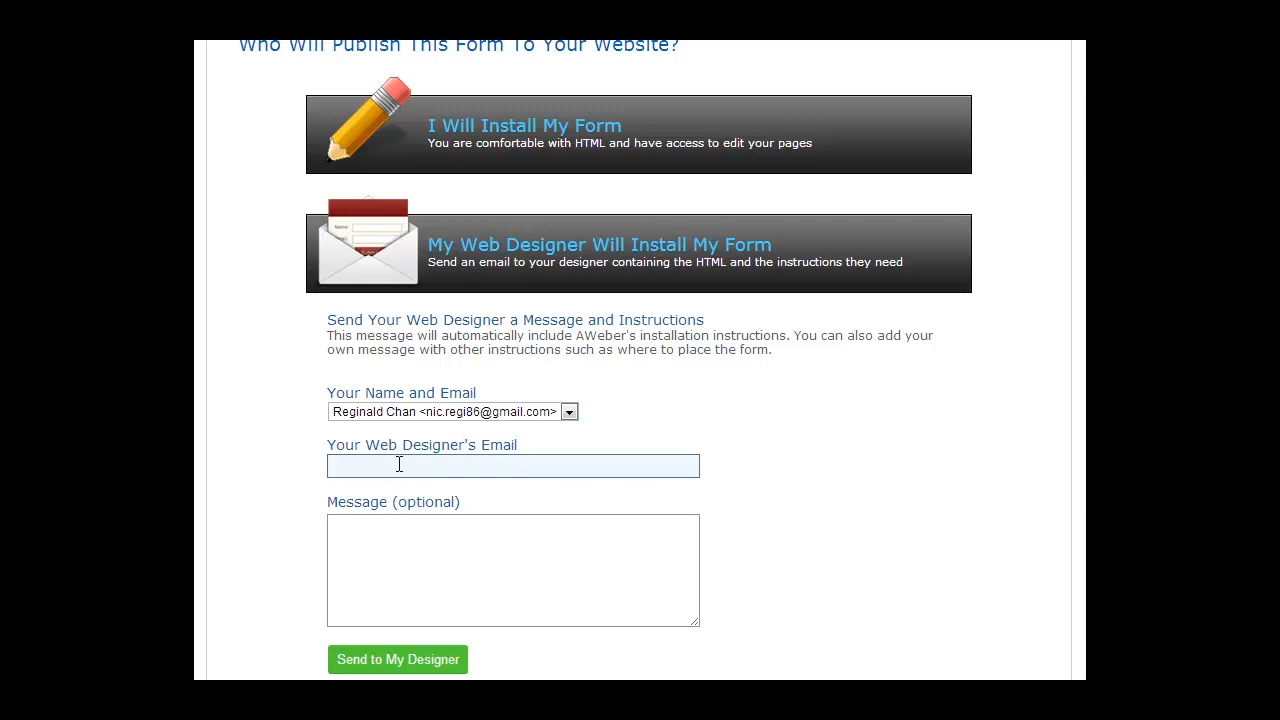 Who Will Publish This Form To Your Website?
I Will Install My Form
You are comfortable with HTML and have access to edit your pages
Name:
My Web Designer Will Install My Form
Send an email to your designer containing the HTML and the instructions they need
Send Your Web Designer a Message and Instructions
This message will automatically include AWeber's installation instructions. You can also add your
own message with other instructions such as where to place the form.
Your Name and Email
Reginald Chan <nic.regi86@gmail.com>
Your Web Designer's Email
Message (optional)
Send to My Designer